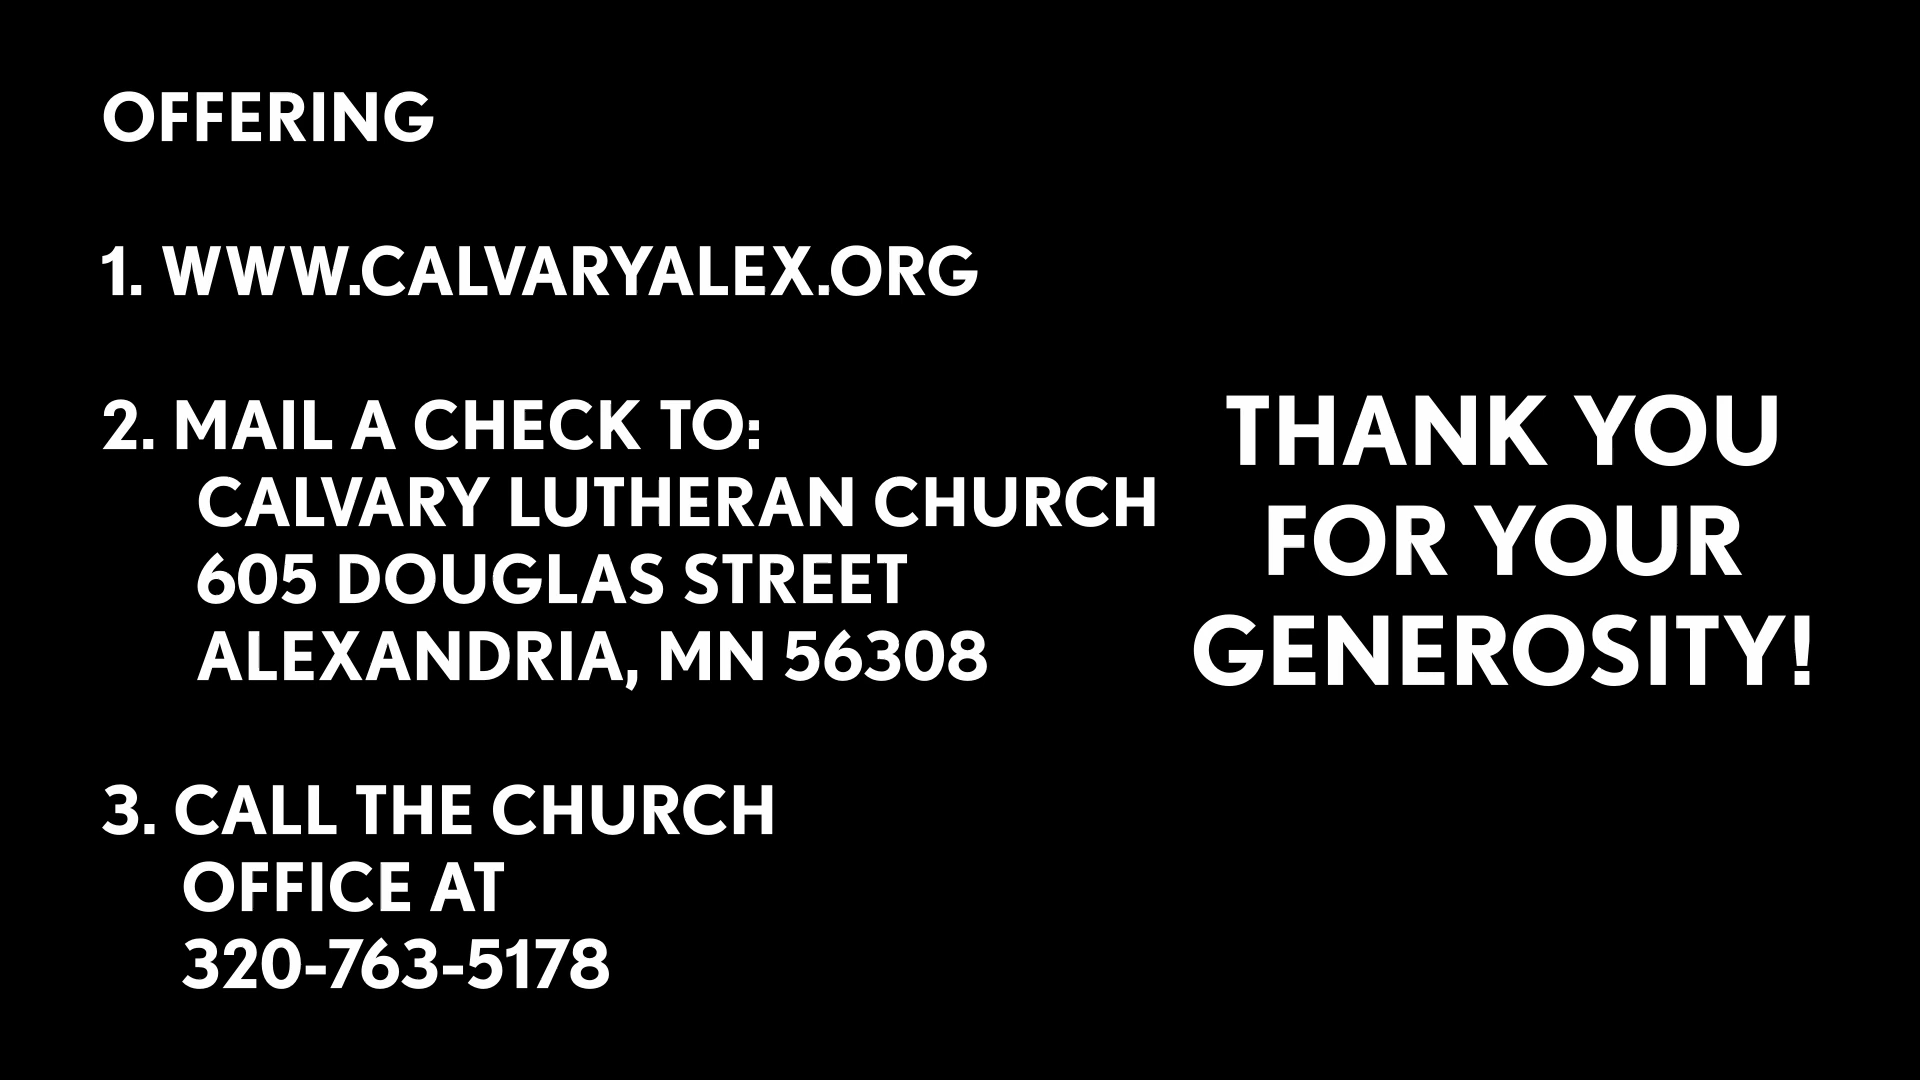 OFFERING
1. WWW.CALVARYALEX.ORG
2. MAIL A CHECK TO:
CALVARY LUTHERAN CHURCH
605 DOUGLAS STREET
ALEXANDRIA, MN 56308
3. CALL THE CHURCH
OFFICE AT
320-763-5178
THANK YOU
FOR YOUR
GENEROSITY!